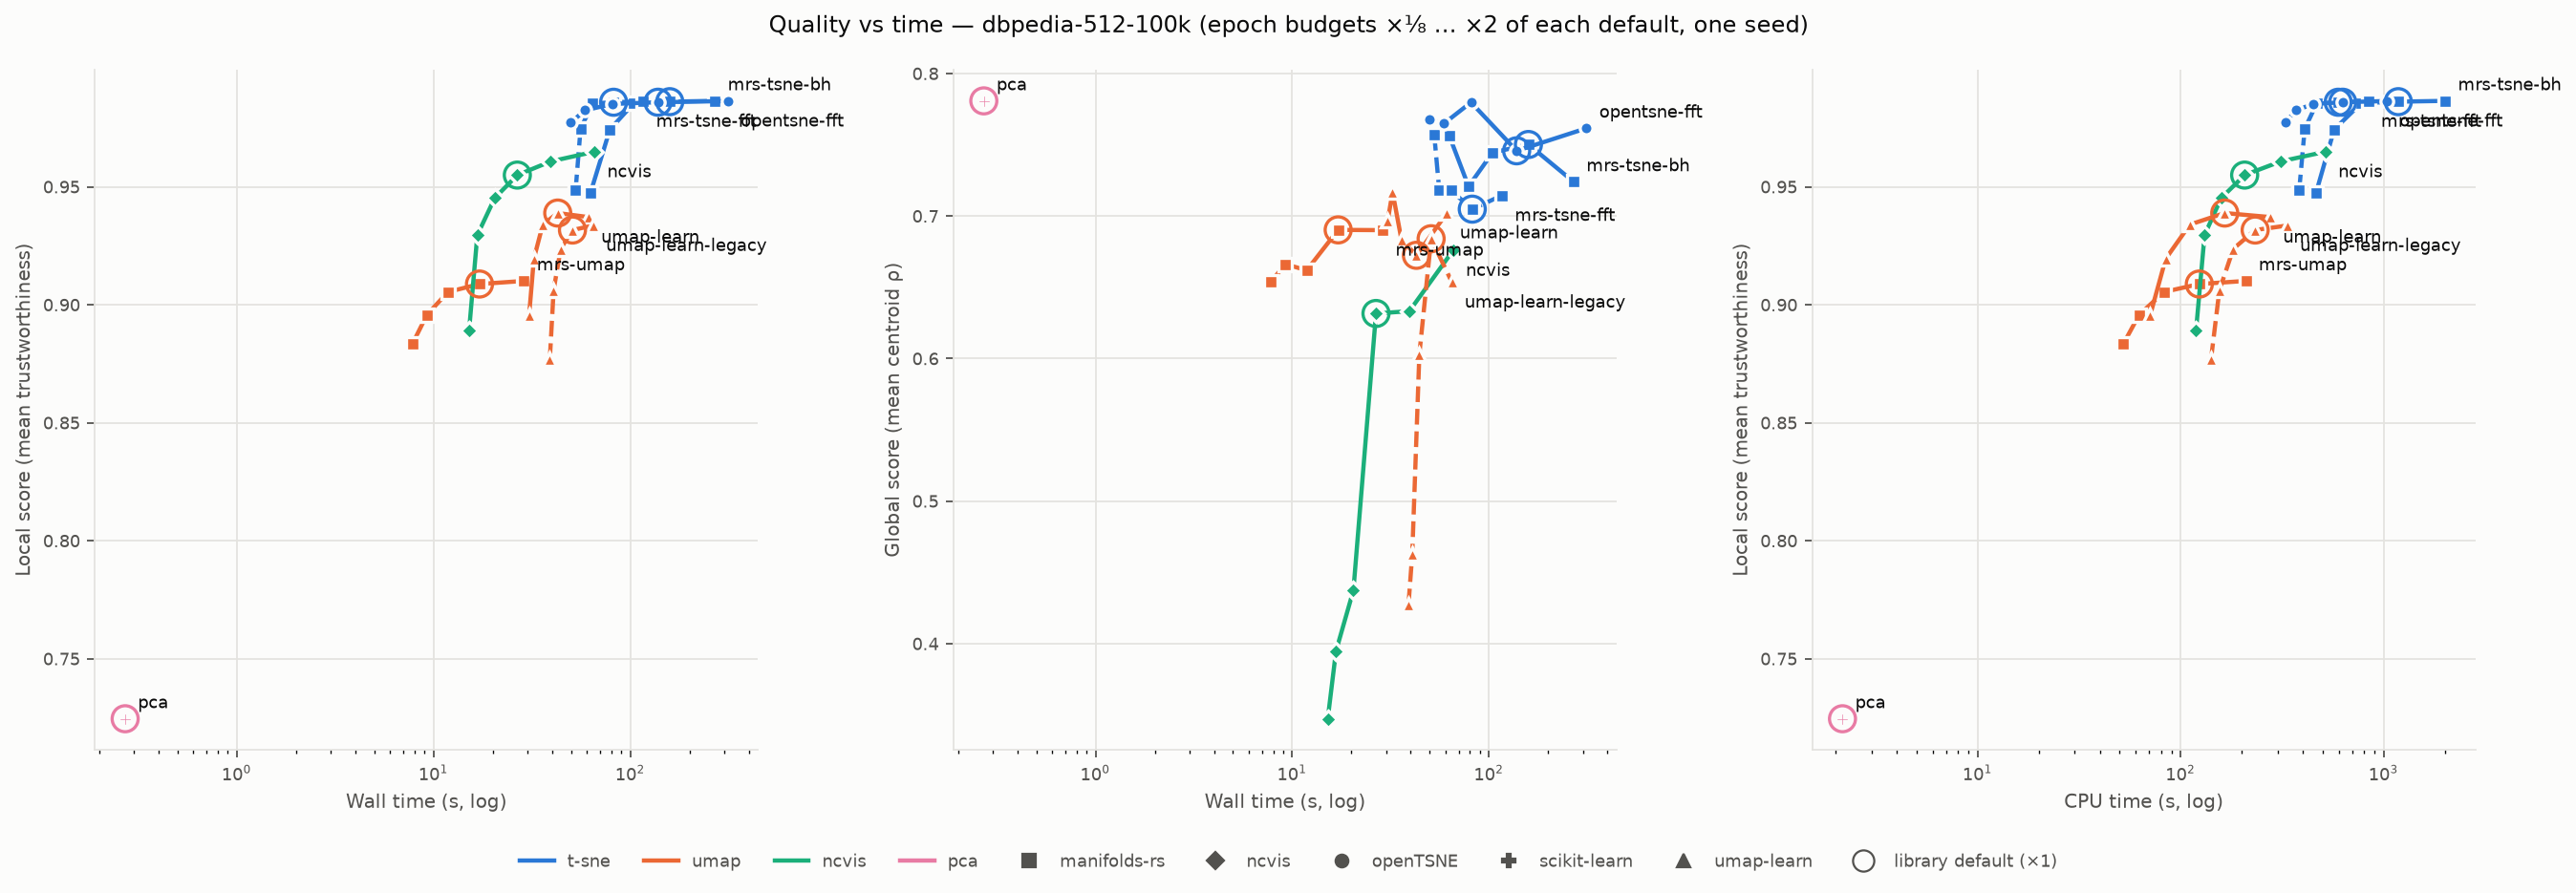 Quality vs time — dbpedia-512-100k (epoch budgets ×⅛ … ×2 of each default, one seed)
Local score (mean trustworthiness)
0.95
0.90
0.85
0.80
0.75
mrs-tsne-bh
mrs-tsne-fft
opentsne-fft
ncvis
umap-learn
umap-learn-legacy
mrs-umap
pca
10⁰
10¹
10²
Wall time (s, log)
Global score (mean centroid ρ)
0.8
0.7
0.6
0.5
0.4
pca
opentsne-fft
mrs-tsne-bh
mrs-tsne-fft
umap-learn
mrs-umap
ncvis
umap-learn-legacy
10⁰
10¹
10²
Wall time (s, log)
Local score (mean trustworthiness)
0.95
0.90
0.85
0.80
0.75
mrs-tsne-bh
mrs-tsne-fft
opentsne-fft
ncvis
umap-learn
umap-learn-legacy
mrs-umap
pca
10¹
10²
10³
CPU time (s, log)
t-sne
umap
ncvis
pca
manifolds-rs
ncvis
openTSNE
scikit-learn
umap-learn
library default (×1)